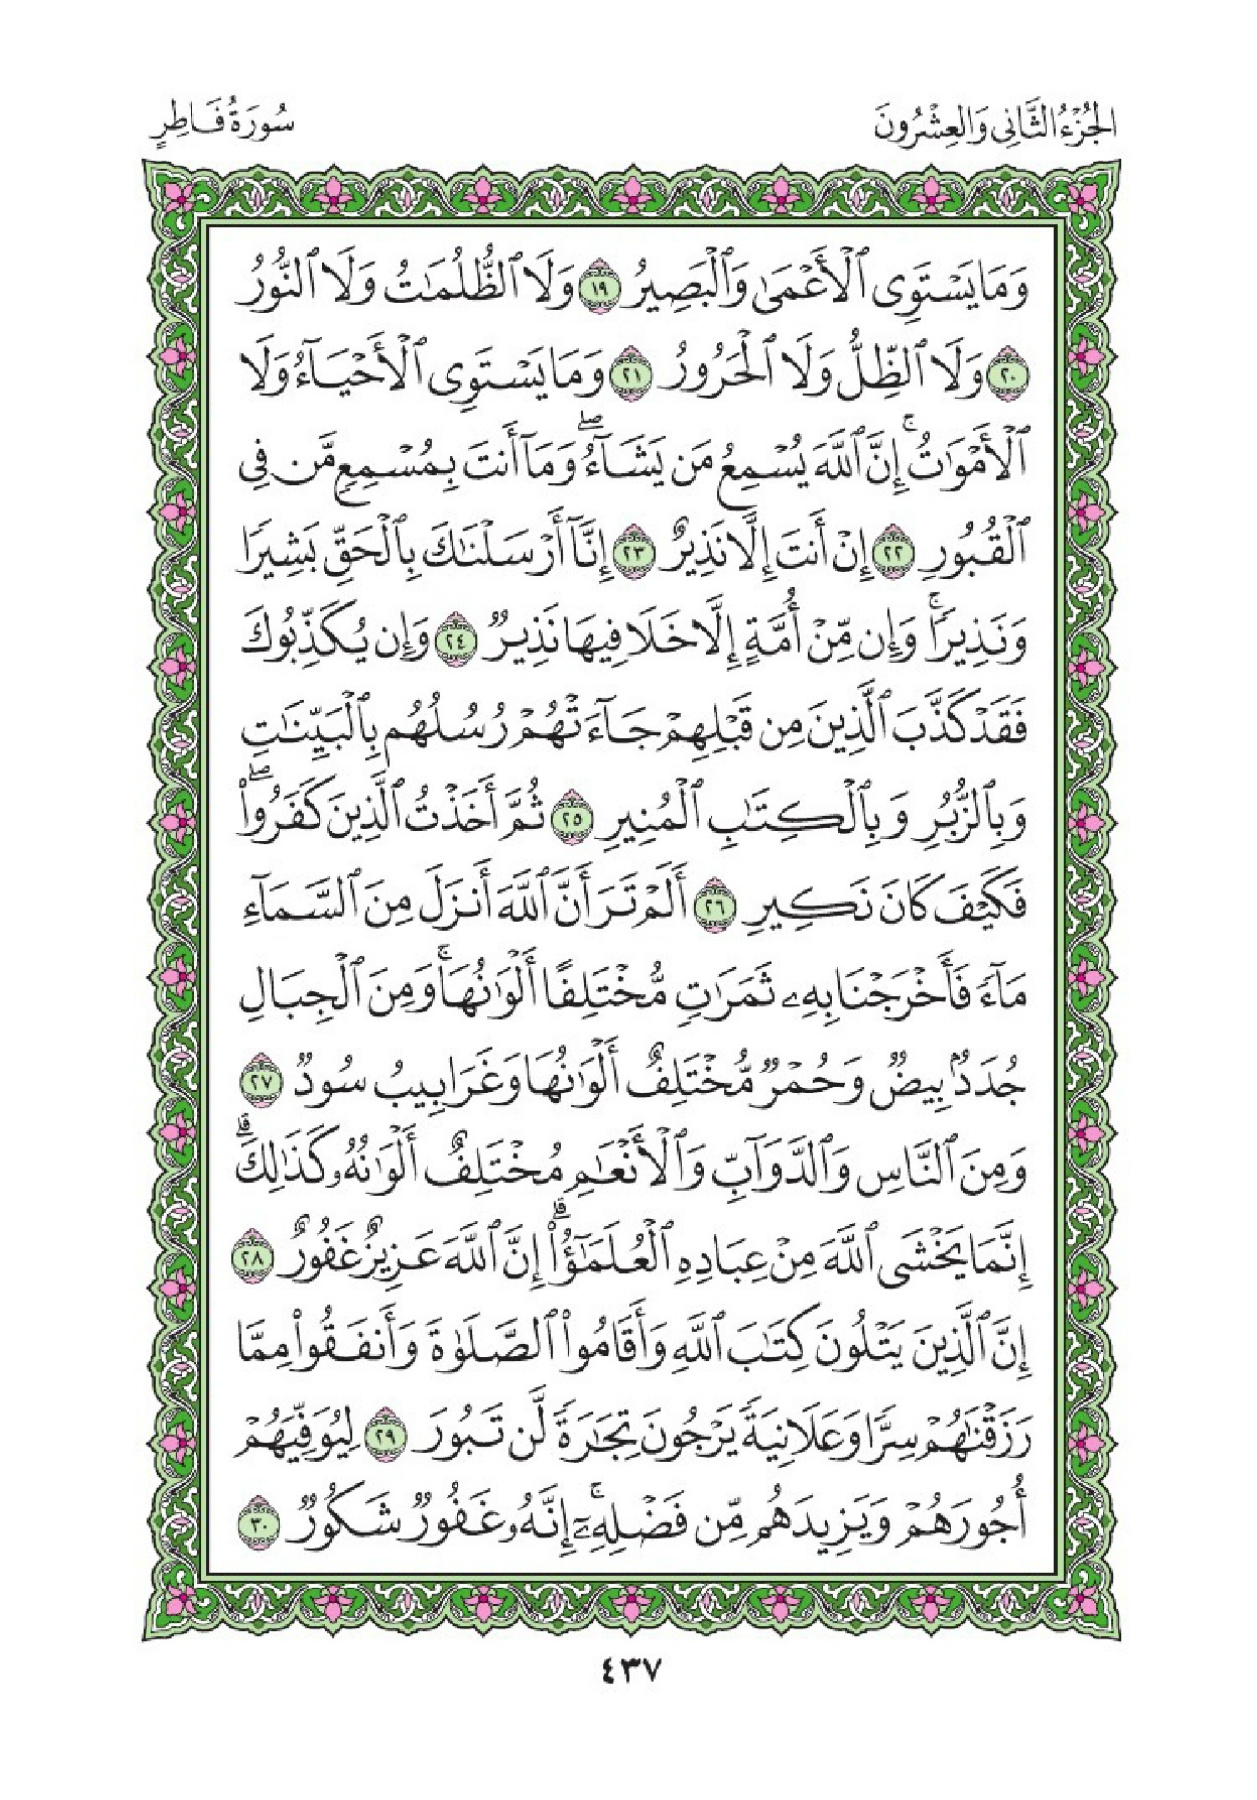 الجُزْءُ الثَّانِي وَالعِشْرُونَ
سُورَةُ فَاطِرٍ
وَمَا يَسْتَوِى ٱلْأَعْمَىٰ وَٱلْبَصِيرُ ١٩ وَلَا ٱلظُّلُمَٰتُ وَلَا ٱلنُّورُ
٢٠ وَلَا ٱلظِّلُّ وَلَا ٱلْحَرُورُ ٢١ وَمَا يَسْتَوِى ٱلْأَحْيَآءُ وَلَا
ٱلْأَمْوَٰتُ ۚ إِنَّ ٱللَّهَ يُسْمِعُ مَن يَشَآءُ ۖ وَمَآ أَنتَ بِمُسْمِعٍ مَّن فِى
ٱلْقُبُورِ ٢٢ إِنْ أَنتَ إِلَّا نَذِيرٌ ٢٣ إِنَّآ أَرْسَلْنَٰكَ بِٱلْحَقِّ بَشِيرًا
وَنَذِيرًا ۚ وَإِن مِّنْ أُمَّةٍ إِلَّا خَلَا فِيهَا نَذِيرٌ ٢٤ وَإِن يُكَذِّبُوكَ
فَقَدْ كَذَّبَ ٱلَّذِينَ مِن قَبْلِهِمْ جَآءَتْهُمْ رُسُلُهُم بِٱلْبَيِّنَٰتِ
وَبِٱلزُّبُرِ وَبِٱلْكِتَٰبِ ٱلْمُنِيرِ ٢٥ ثُمَّ أَخَذْتُ ٱلَّذِينَ كَفَرُوا۟ ۖ
فَكَيْفَ كَانَ نَكِيرِ ٢٦ أَلَمْ تَرَ أَنَّ ٱللَّهَ أَنزَلَ مِنَ ٱلسَّمَآءِ
مَآءً فَأَخْرَجْنَا بِهِۦ ثَمَرَٰتٍ مُّخْتَلِفًا أَلْوَٰنُهَا ۚ وَمِنَ ٱلْجِبَالِ
جُدَدٌۢ بِيضٌ وَحُمْرٌ مُّخْتَلِفٌ أَلْوَٰنُهَا وَغَرَابِيبُ سُودٌ ٢٧
وَمِنَ ٱلنَّاسِ وَٱلدَّوَآبِّ وَٱلْأَنْعَٰمِ مُخْتَلِفٌ أَلْوَٰنُهُۥ كَذَٰلِكَ ۗ
إِنَّمَا يَخْشَى ٱللَّهَ مِنْ عِبَادِهِ ٱلْعُلَمَٰٓؤُا۟ ۗ إِنَّ ٱللَّهَ عَزِيزٌ غَفُورٌ ٢٨
إِنَّ ٱلَّذِينَ يَتْلُونَ كِتَٰبَ ٱللَّهِ وَأَقَامُوا۟ ٱلصَّلَوٰةَ وَأَنفَقُوا۟ مِمَّا
رَزَقْنَٰهُمْ سِرًّا وَعَلَانِيَةً يَرْجُونَ تِجَٰرَةً لَّن تَبُورَ ٢٩ لِيُوَفِّيَهُمْ
أُجُورَهُمْ وَيَزِيدَهُم مِّن فَضْلِهِۦٓ ۚ إِنَّهُۥ غَفُورٌ شَكُورٌ ٣٠
٤٣٧